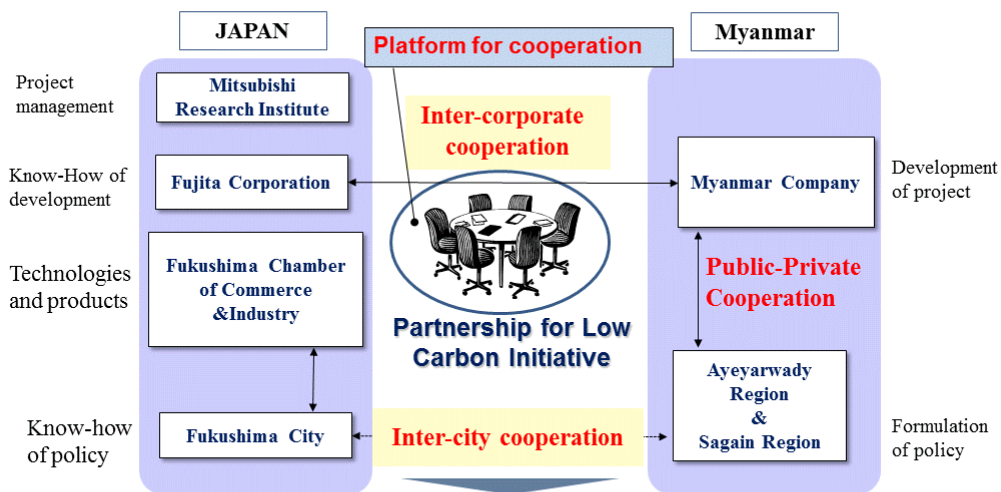 JAPAN
Myanmar
Platform for cooperation
Project
management
Mitsubishi
Research Institute
Inter-corporate
cooperation
Know-How of
development
Fujita Corporation
Myanmar Company
Development
of project
Technologies
and products
Fukushima Chamber
of Commerce
&Industry
Public-Private
Cooperation
Partnership for Low
Carbon Initiative
Ayeyarwady
Region
&
Sagain Region
Know-how
of policy
Fukushima City
Inter-city cooperation
Formulation
of policy